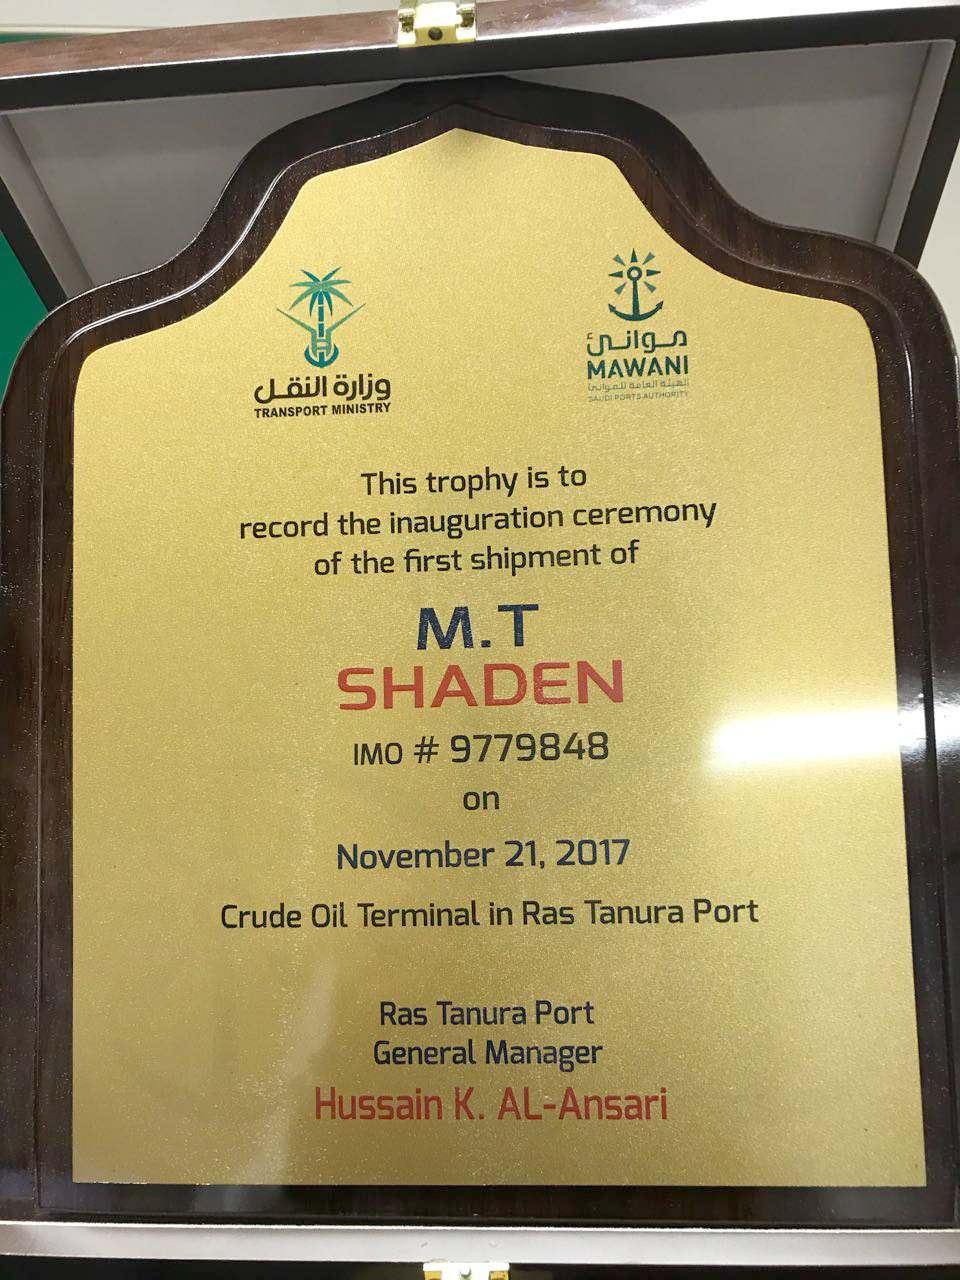 وزارة النقل
TRANSPORT MINISTRY
موانئ
MAWANI
الهيئة العامة للموانئ
SAUDI PORTS AUTHORITY
This trophy is to
record the inauguration ceremony
of the first shipment of
M.T
SHADEN
IMO # 9779848
on
November 21, 2017
Crude Oil Terminal in Ras Tanura Port
Ras Tanura Port
General Manager
Hussain K. AL-Ansari